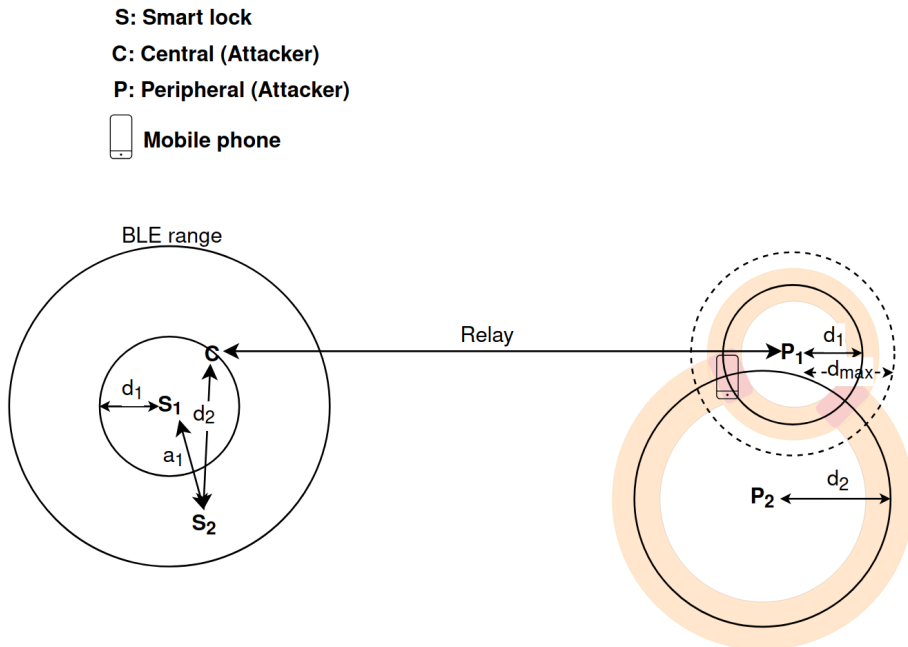 S: Smart lock
C: Central (Attacker)
P: Peripheral (Attacker)
Mobile phone
BLE range
Relay
C
P1
d1
dmax
d1
S1
d2
a1
S2
P2
d2